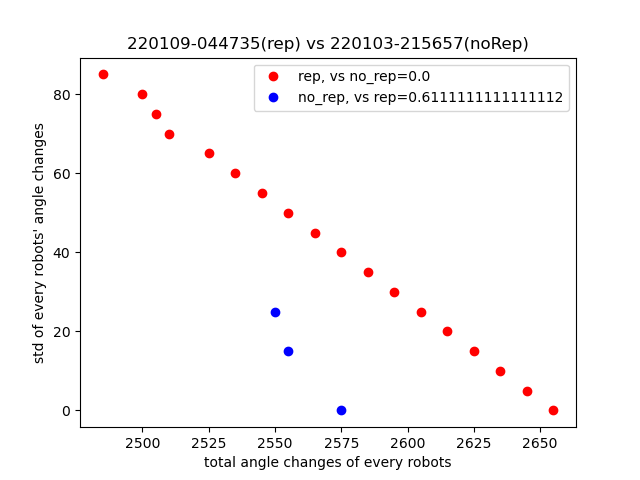 220109-044735(rep) vs 220103-215657(noRep)
rep, vs no_rep=0.0
no_rep, vs rep=0.6111111111111112
std of every robots' angle changes
80
60
40
20
0
2500 2525 2550 2575 2600 2625 2650
total angle changes of every robots